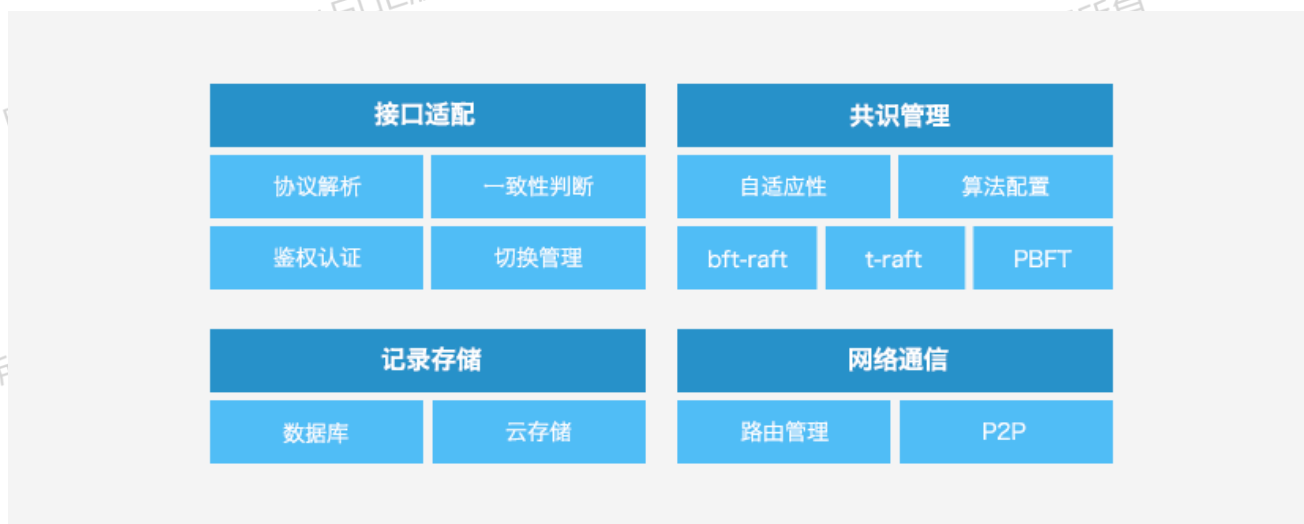 接口适配
协议解析 一致性判断
鉴权认证 切换管理
共识管理
自适应性 算法配置
bft-raft t-raft PBFT
记录存储
数据库 云存储
网络通信
路由管理 P2P